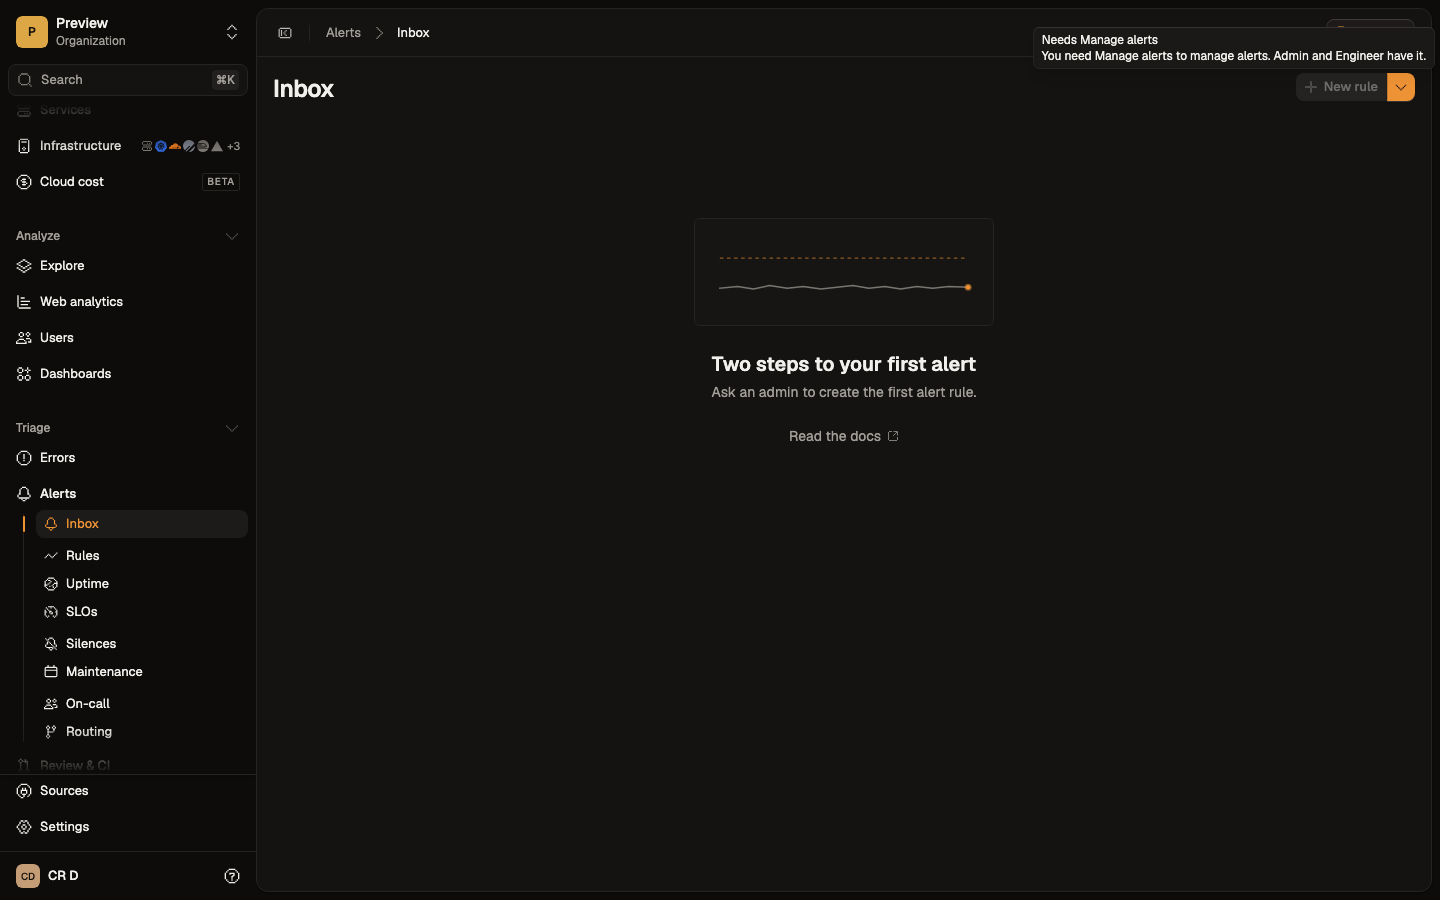 P
Preview
Organization
Search
⌘K
Services
Infrastructure
+3
Cloud cost
BETA
Analyze
Explore
Web analytics
Users
Dashboards
Triage
Errors
Alerts
Inbox
Rules
Uptime
SLOs
Silences
Maintenance
On-call
Routing
Review & CI
Sources
Settings
CD
CR D
Alerts
Inbox
Needs Manage alerts
You need Manage alerts to manage alerts. Admin and Engineer have it.
Inbox
New rule
Two steps to your first alert
Ask an admin to create the first alert rule.
Read the docs